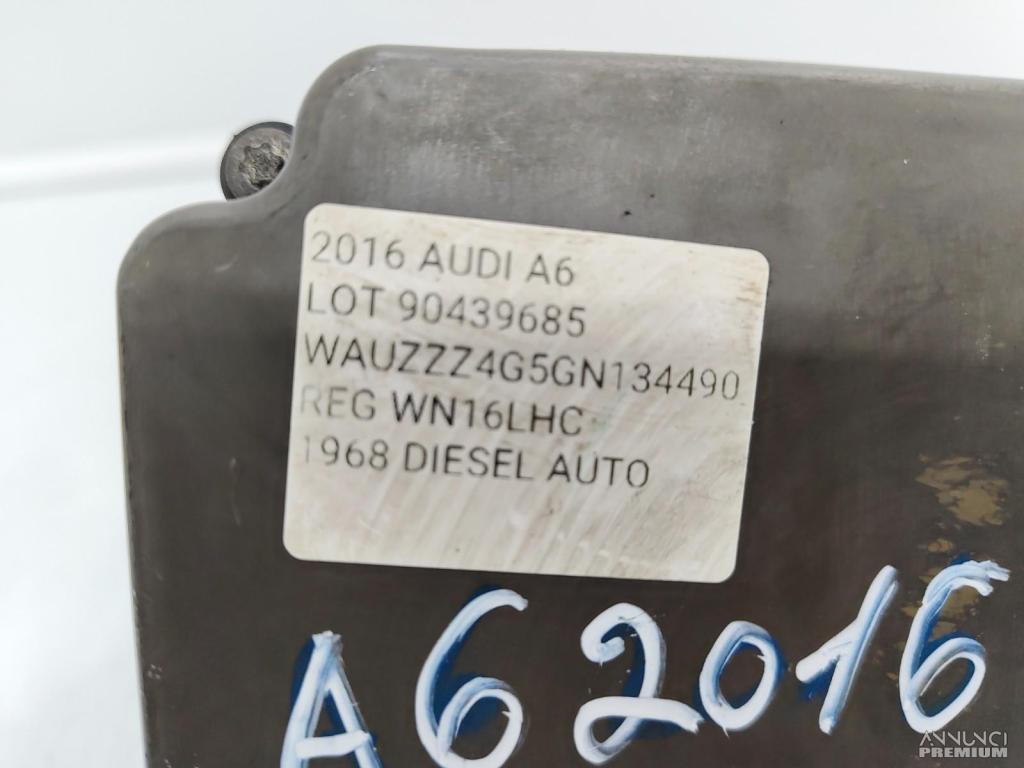 2016 AUDI A6
LOT 90439685
WAUZZZ4G5GN134490
REG WN16LHC
1968 DIESEL AUTO
A6 2016
ANNUNCI
PREMIUM